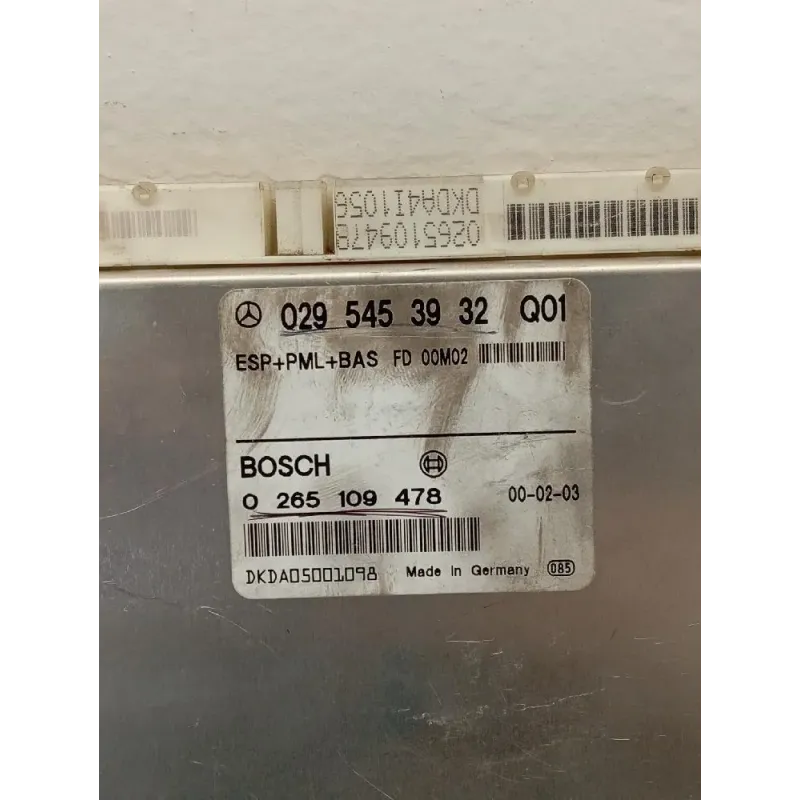 DKDA4I1056
0265109478
029 545 39 32 Q01
ESP+PML+BAS FD 00M02
BOSCH
0 265 109 478 00-02-03
DKDA05001098 Made in Germany 085